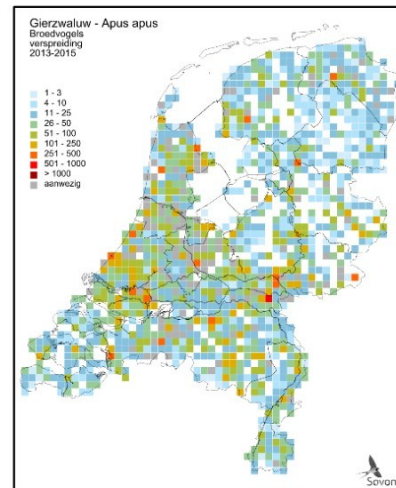 Gierzwaluw - Apus apus
Broedvogels
verspreiding
2013-2015
1 - 3
4 - 10
11 - 25
26 - 50
51 - 100
101 - 250
251 - 500
501 - 1000
> 1000
aanwezig
Sovon